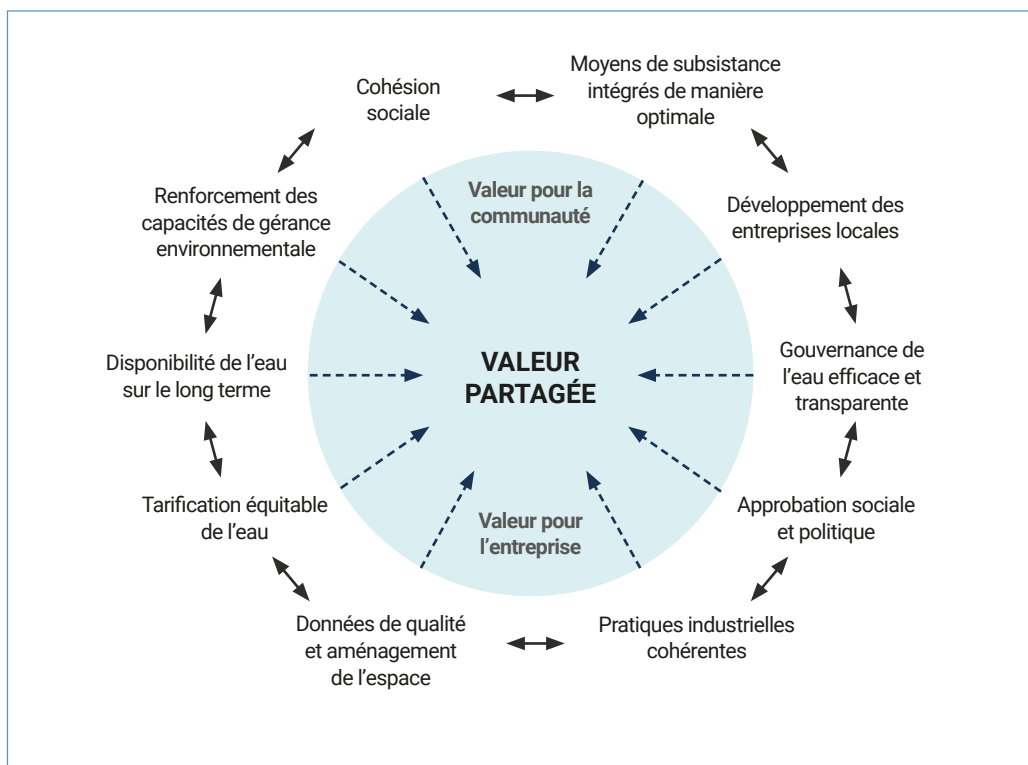 Cohésion
sociale
Moyens de subsistance
intégrés de manière
optimale
Renforcement des
capacités de gérance
environnementale
Valeur pour la
communauté
Développement des
entreprises locales
Disponibilité de l’eau
sur le long terme
VALEUR
PARTAGÉE
Gouvernance de
l’eau efficace et
transparente
Tarification équitable
de l’eau
Valeur pour
l’entreprise
Approbation sociale
et politique
Données de qualité
et aménagement
de l’espace
Pratiques industrielles
cohérentes